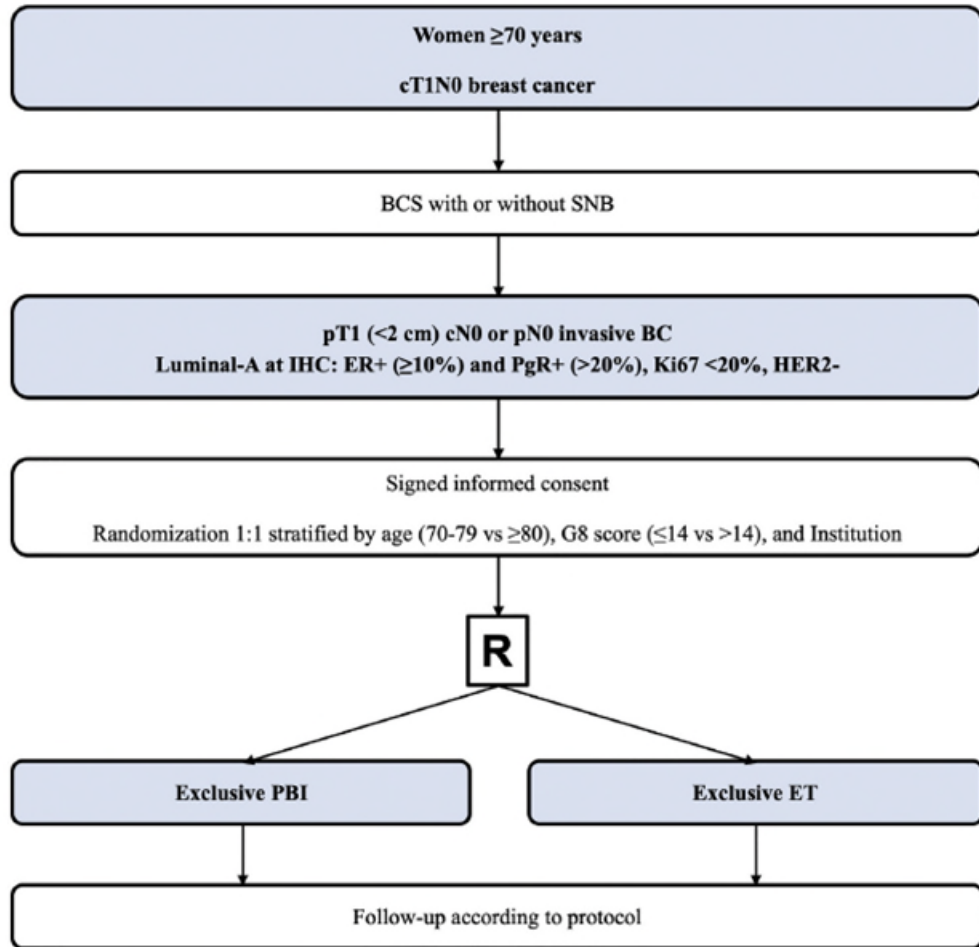 Women ≥70 years
cT1N0 breast cancer
BCS with or without SNB
pT1 (<2 cm) cN0 or pN0 invasive BC
Luminal-A at IHC: ER+ (≥10%) and PgR+ (>20%), Ki67 <20%, HER2-
Signed informed consent
Randomization 1:1 stratified by age (70-79 vs ≥80), G8 score (≤14 vs >14), and Institution
R
Exclusive PBI
Exclusive ET
Follow-up according to protocol